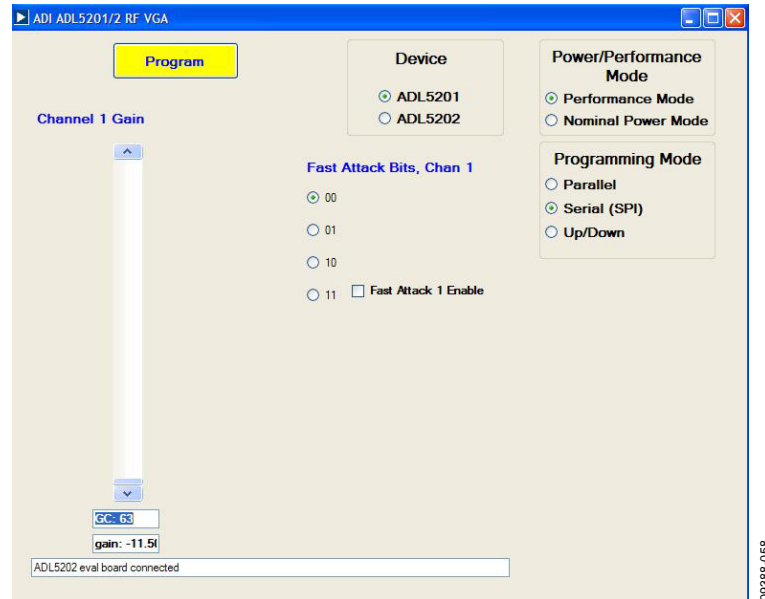 ADI ADL5201/2 RF VGA
Program
Device
ADL5201
ADL5202
Power/Performance
Mode
Performance Mode
Nominal Power Mode
Channel 1 Gain
Fast Attack Bits, Chan 1
00
01
10
11
Fast Attack 1 Enable
Programming Mode
Parallel
Serial (SPI)
Up/Down
GC: 63
gain: -11.5
ADL5202 eval board connected